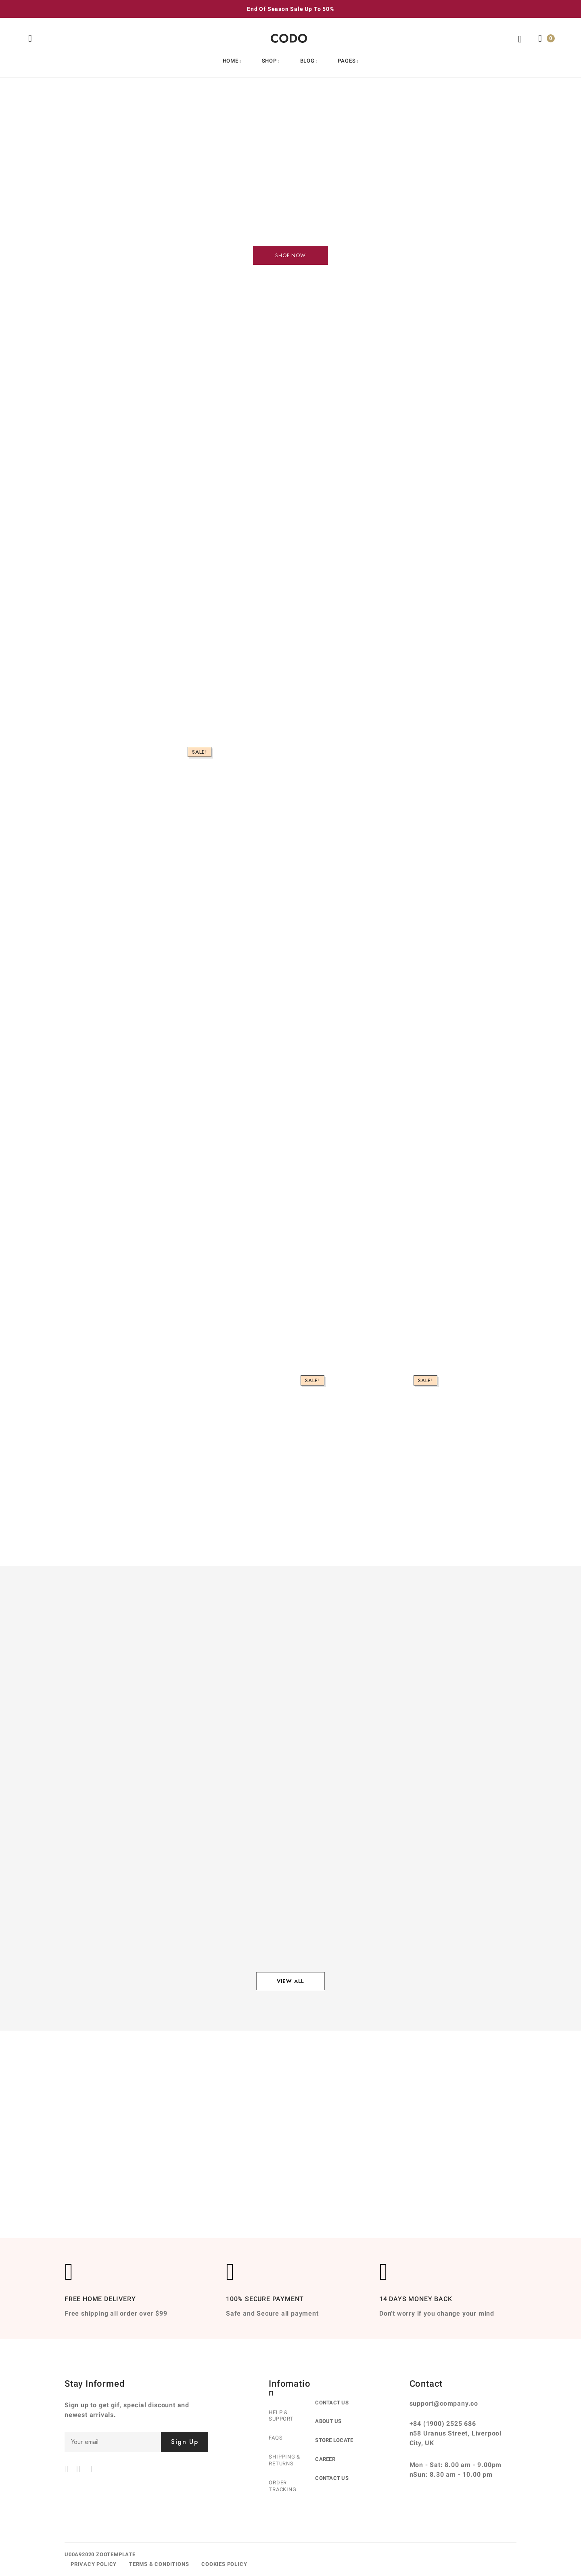 End Of Season Sale Up To 50%
CODO
0
HOME
SHOP
BLOG
PAGES
SHOP NOW
SALE!
SALE!
SALE!
VIEW ALL
FREE HOME DELIVERY
Free shipping all order over $99
100% SECURE PAYMENT
Safe and Secure all payment
14 DAYS MONEY BACK
Don't worry if you change your mind
Stay Informed
Sign up to get gif, special discount and
newest arrivals.
Your email
Sign Up
Infomatio
n
HELP &
SUPPORT
FAQS
SHIPPING &
RETURNS
ORDER
TRACKING
CONTACT US
ABOUT US
STORE LOCATE
CAREER
CONTACT US
Contact
support@company.co
+84 (1900) 2525 686
n58 Uranus Street, Liverpool
City, UK
Mon - Sat: 8.00 am - 9.00pm
nSun: 8.30 am - 10.00 pm
U00A92020 ZOOTEMPLATE
PRIVACY POLICY
TERMS & CONDITIONS
COOKIES POLICY